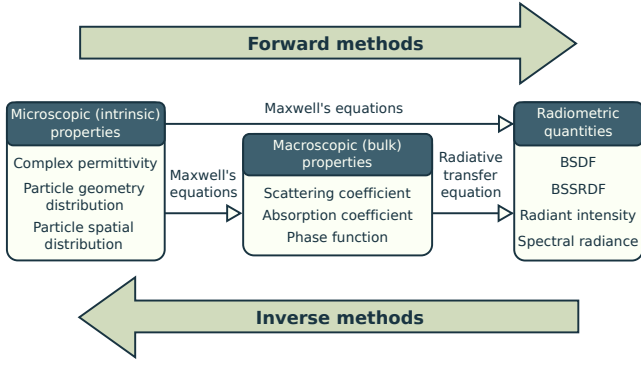 Forward methods
Microscopic (intrinsic)
properties
Complex permittivity
Particle geometry
distribution
Particle spatial
distribution
Maxwell's equations
Maxwell's
equations
Macroscopic (bulk)
properties
Scattering coefficient
Absorption coefficient
Phase function
Radiative
transfer
equation
Radiometric
quantities
BSDF
BSSRDF
Radiant intensity
Spectral radiance
Inverse methods